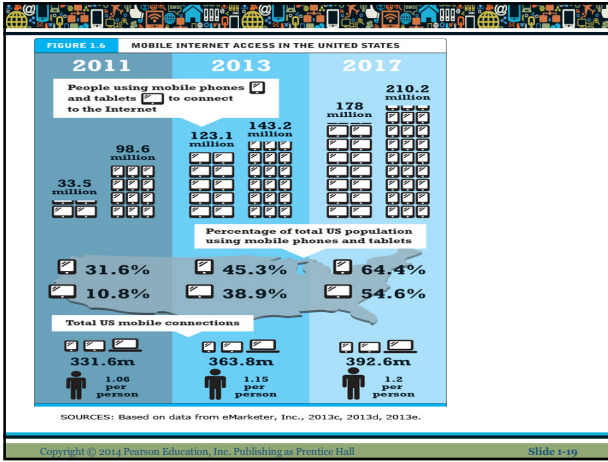 FIGURE 1.6 MOBILE INTERNET ACCESS IN THE UNITED STATES
2011 2013 2017
People using mobile phones
and tablets to connect
to the Internet
33.5
million
98.6
million
123.1
million
143.2
million
178
million
210.2
million
Percentage of total US population
using mobile phones and tablets
31.6% 45.3% 64.4%
10.8% 38.9% 54.6%
Total US mobile connections
331.6m 363.8m 392.6m
1.06
per
person
1.15
per
person
1.2
per
person
SOURCES: Based on data from eMarketer, Inc., 2013c, 2013d, 2013e.
Copyright © 2014 Pearson Education, Inc. Publishing as Prentice Hall Slide 1-19